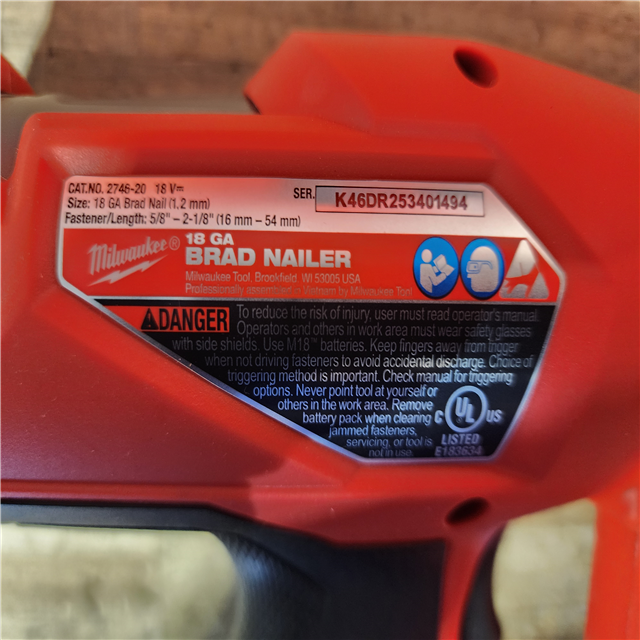 CAT.NO. 2746-20 18 V⎓
SER. K46DR253401494
Size: 18 GA Brad Nail (1.2 mm)
Fastener/Length: 5/8" – 2-1/8" (16 mm – 54 mm)
Milwaukee®
18 GA
BRAD NAILER
Milwaukee Tool, Brookfield, WI 53005 USA
Professionally assembled in Vietnam by Milwaukee Tool
DANGER
To reduce the risk of injury, user must read operator's manual.
Operators and others in work area must wear safety glasses
with side shields. Use M18™ batteries. Keep fingers away from trigger
when not driving fasteners to avoid accidental discharge. Choice of
triggering method is important. Check manual for triggering
options. Never point tool at yourself or
others in the work area. Remove
battery pack when clearing
jammed fasteners,
servicing, or tool is
not in use.
C UL US
LISTED
E183634